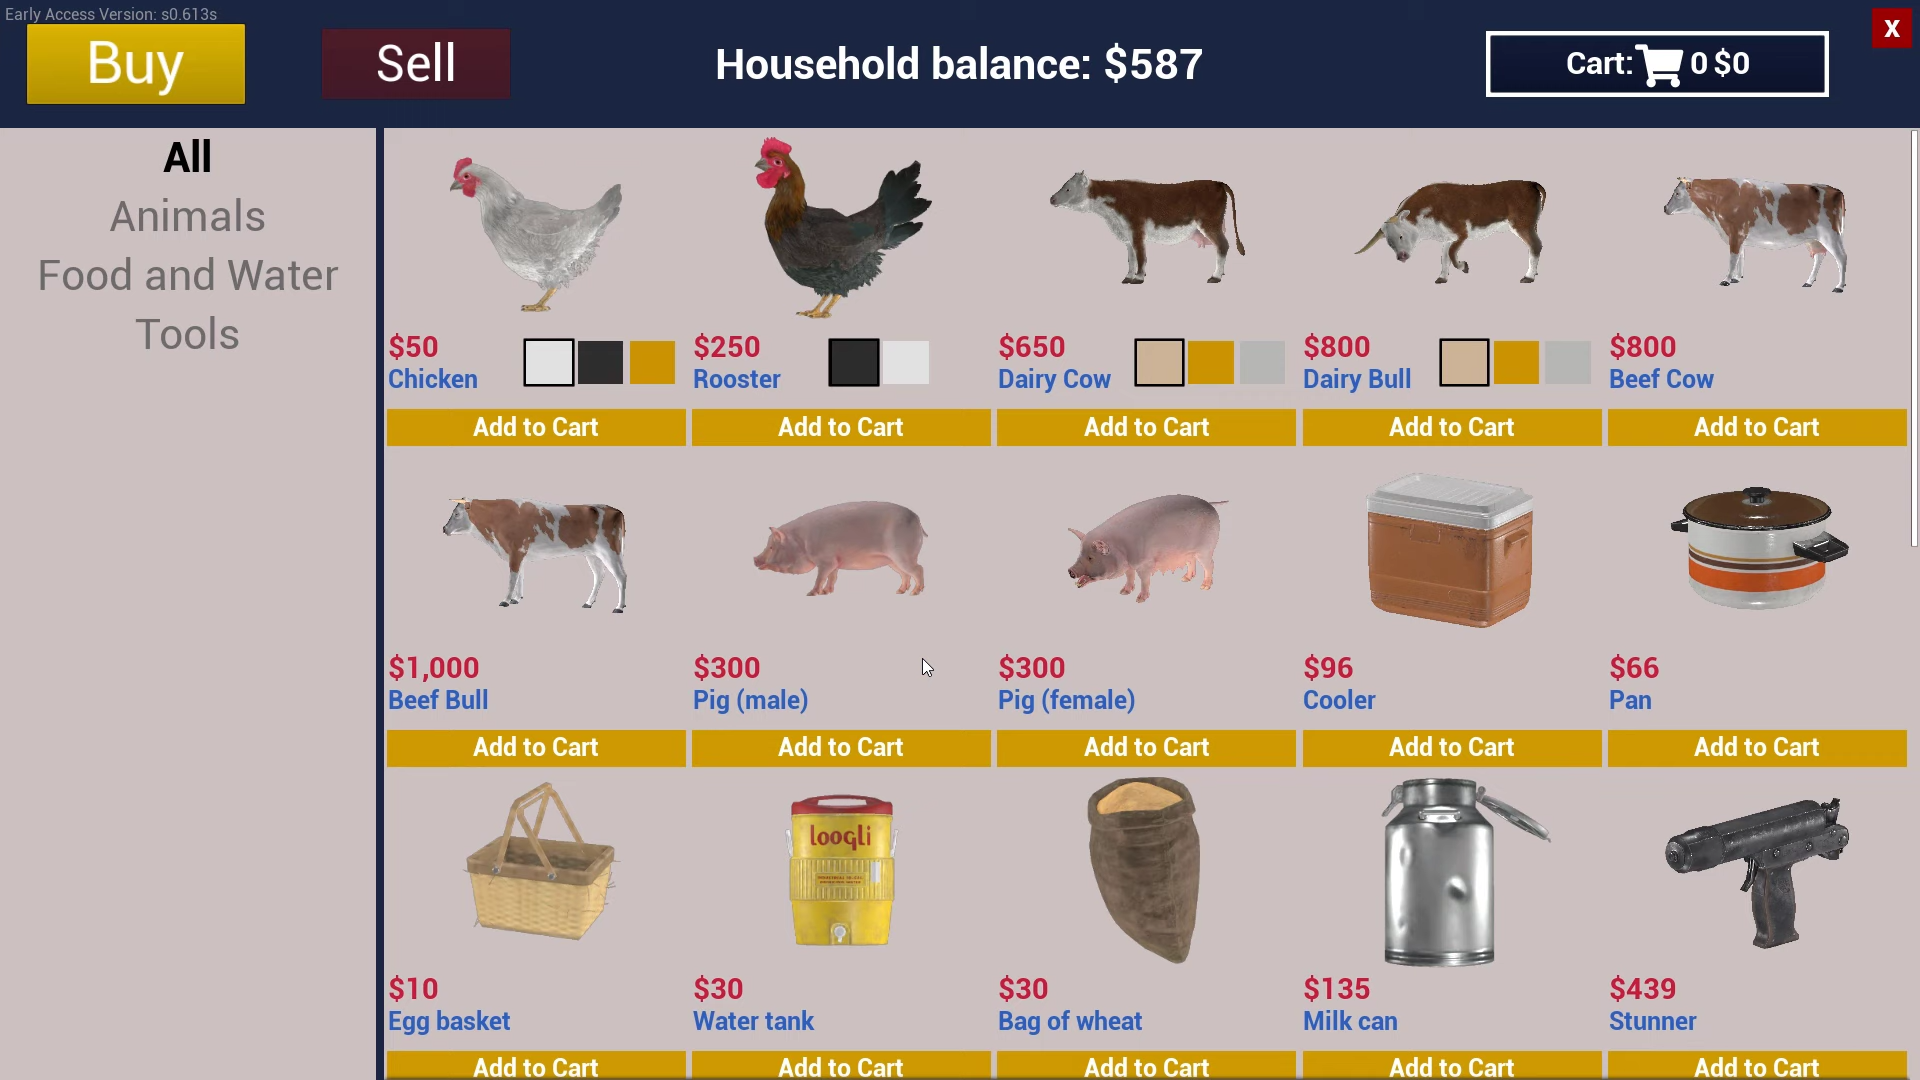 Early Access Version: s0.613s
Buy
Sell
Household balance: $587
Cart: 0 $0
X
All
Animals
Food and Water
Tools
$50
Chicken
Add to Cart
$250
Rooster
Add to Cart
$650
Dairy Cow
Add to Cart
$800
Dairy Bull
Add to Cart
$800
Beef Cow
Add to Cart
$1,000
Beef Bull
Add to Cart
$300
Pig (male)
Add to Cart
$300
Pig (female)
Add to Cart
$96
Cooler
Add to Cart
$66
Pan
Add to Cart
$10
Egg basket
Add to Cart
loogli
$30
Water tank
Add to Cart
$30
Bag of wheat
Add to Cart
$135
Milk can
Add to Cart
$439
Stunner
Add to Cart